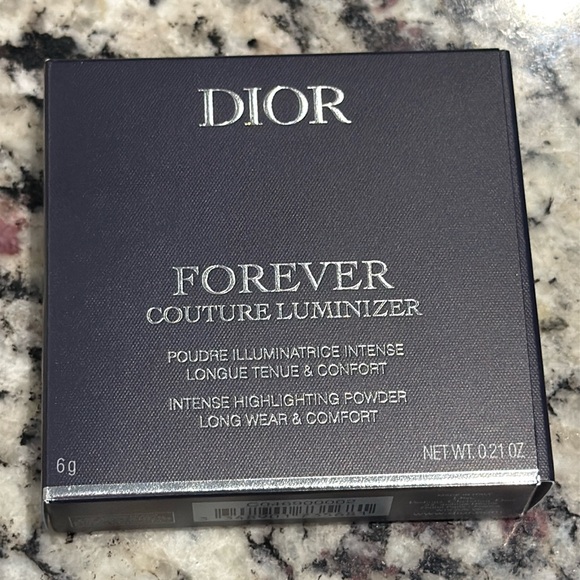 DIOR
FOREVER
COUTURE LUMINIZER
POUDRE ILLUMINATRICE INTENSE
LONGUE TENUE & CONFORT
INTENSE HIGHLIGHTING POWDER
LONG WEAR & COMFORT
6 g
NET WT. 0.21 OZ